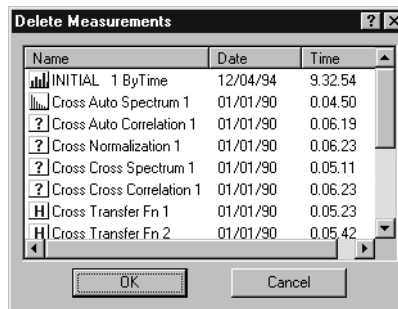 Delete Measurements ? X
Name Date Time
INITIAL 1 ByTime 12/04/94 9.32.54
Cross Auto Spectrum 1 01/01/90 0.04.50
? Cross Auto Correlation 1 01/01/90 0.06.19
? Cross Normalization 1 01/01/90 0.06.23
? Cross Cross Spectrum 1 01/01/90 0.05.11
? Cross Cross Correlation 1 01/01/90 0.06.23
H Cross Transfer Fn 1 01/01/90 0.05.23
H Cross Transfer Fn 2 01/01/90 0.05.42
OK Cancel